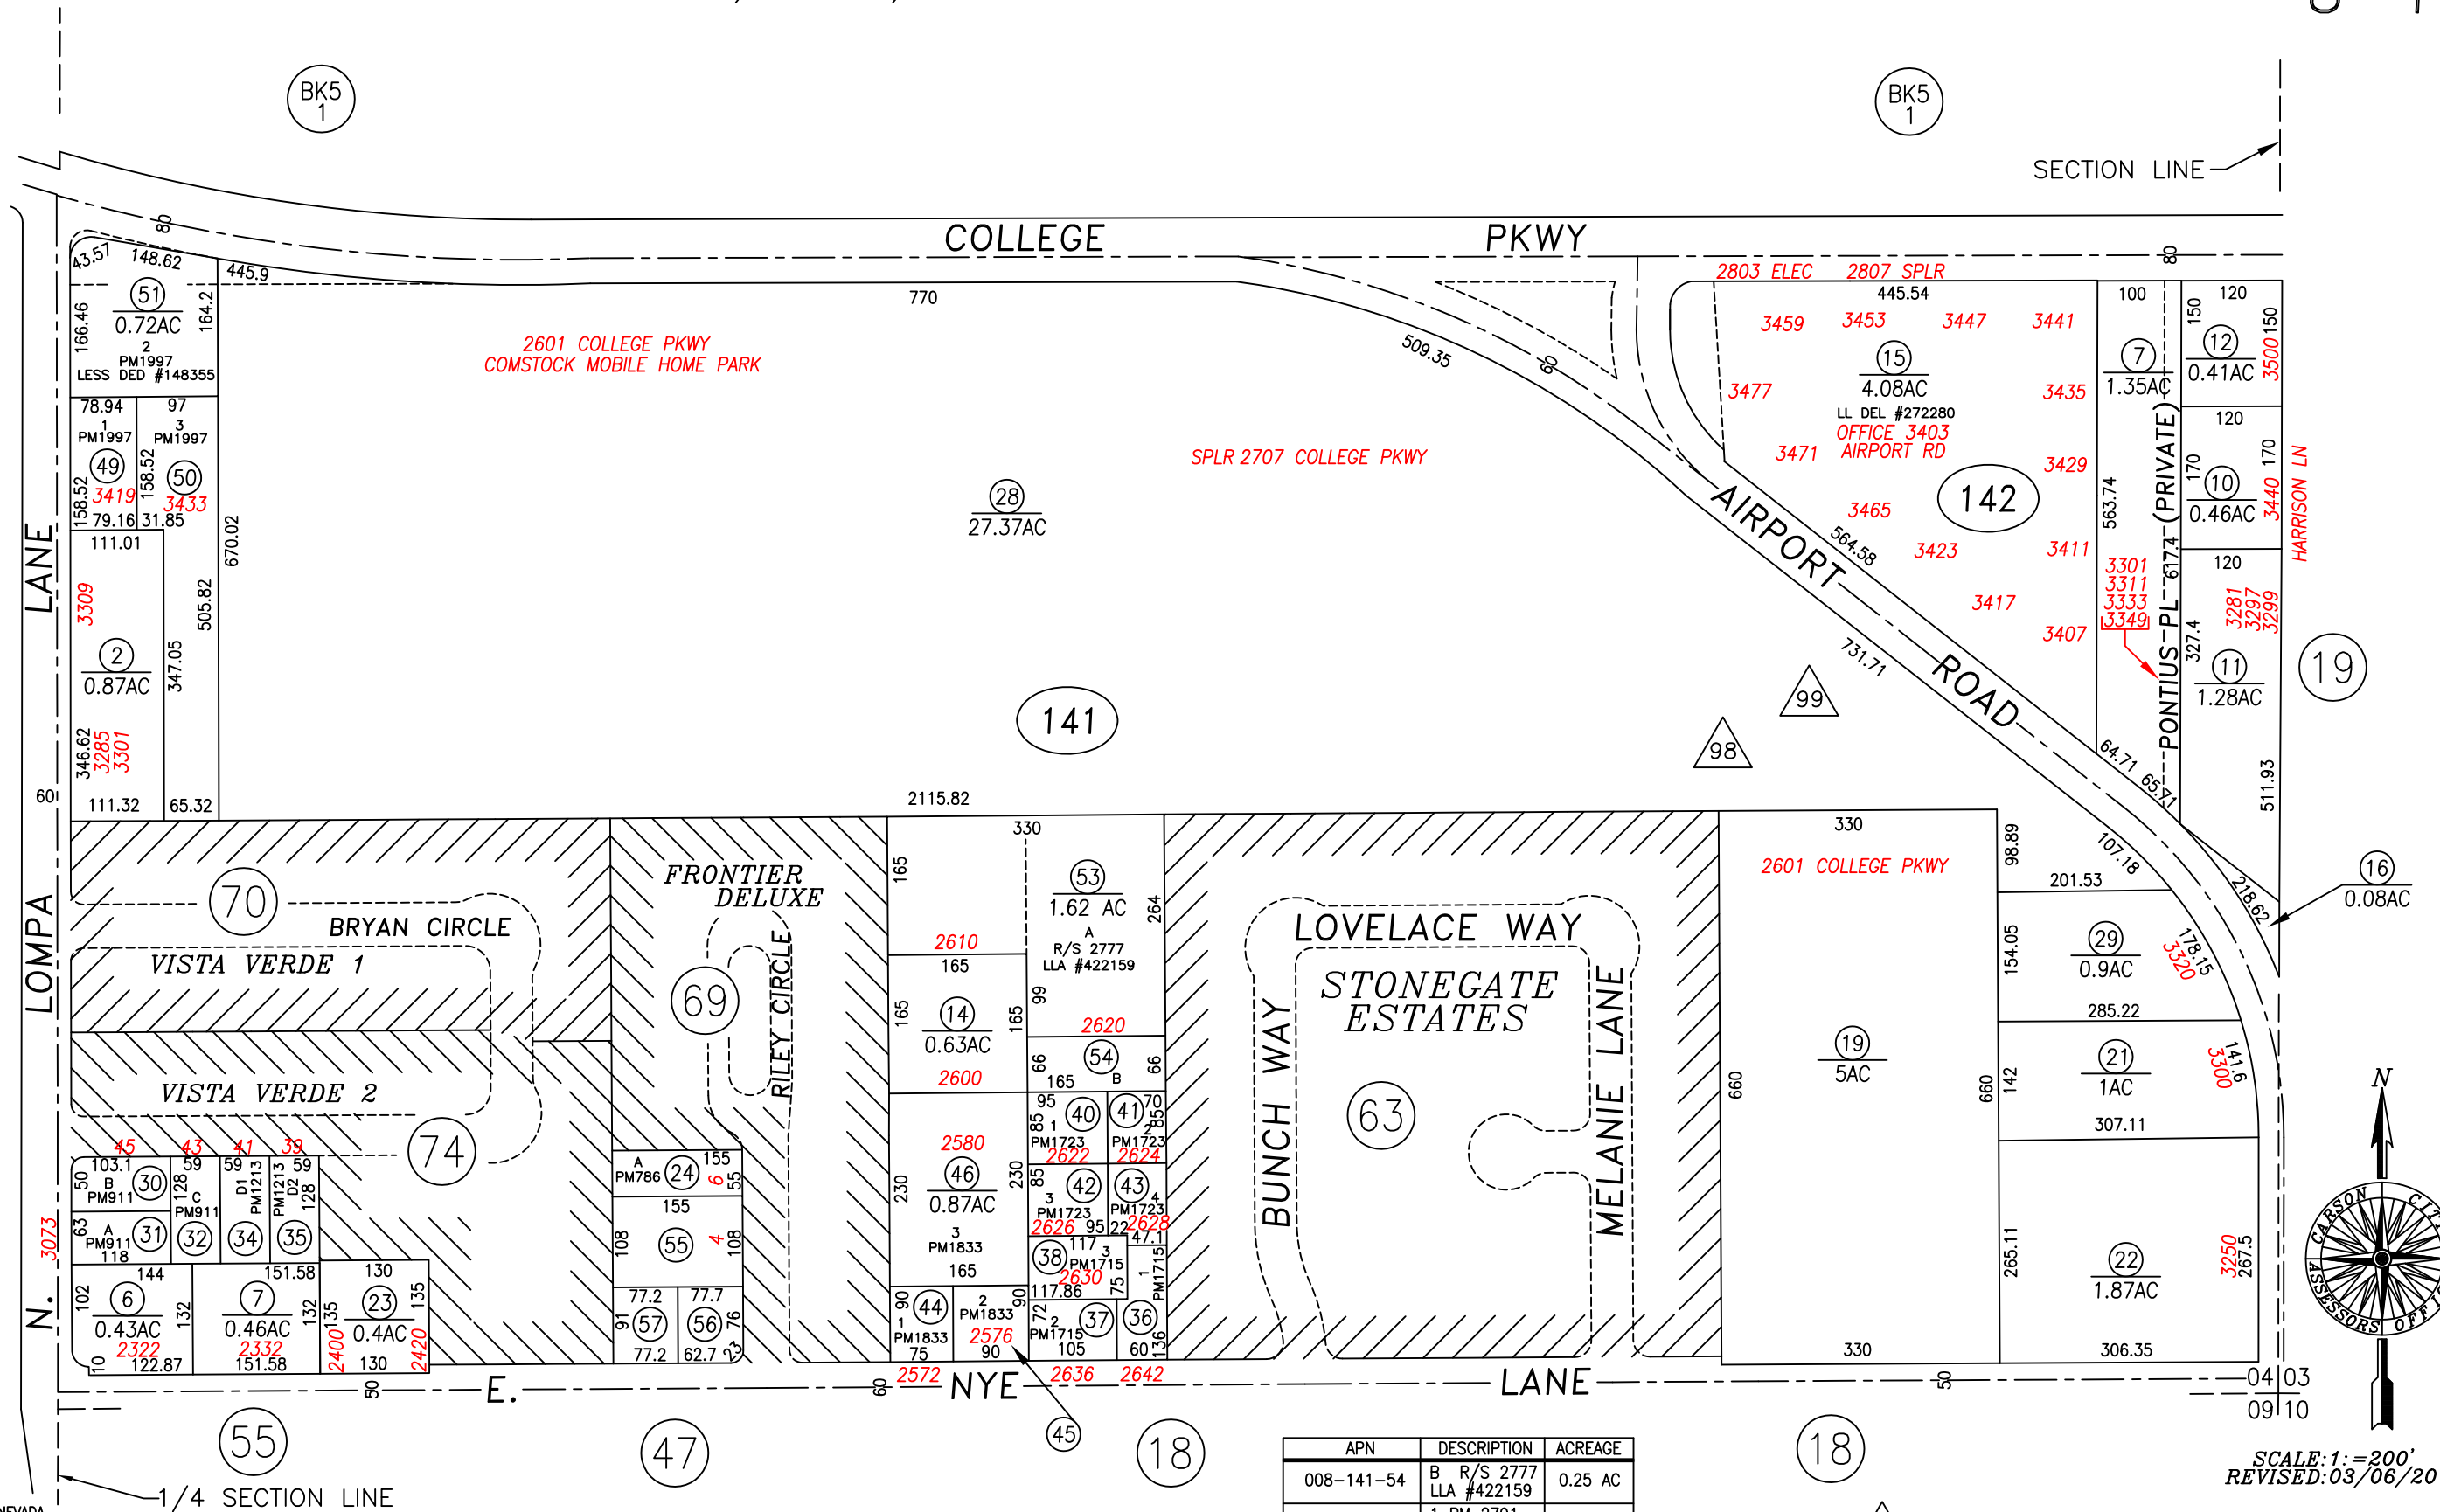 BK5
1
BK5
1
SECTION LINE
COLLEGE PKWY
80
80
43.57
148.62
445.9
770
51
0.72AC
2
PM1997
LESS DED #148355
166.46
164.2
2601 COLLEGE PKWY
COMSTOCK MOBILE HOME PARK
SPLR 2707 COLLEGE PKWY
28
27.37AC
509.35
60
2803 ELEC 2807 SPLR
445.54
3459 3453 3447 3441
15
4.08AC
LL DEL #272280
OFFICE 3403
AIRPORT RD
3477
3435
3471
3429
3465
142
3423
3411
3417
3407
564.58
563.74
100
7
1.35AC
3301
3311
3333
3349
PONTIUS PL (PRIVATE)
617.4
120
150
150
12
0.41AC
3500
120
170
170
10
0.46AC
3440
HARRISON LN
120
3281
3297
3299
327.4
11
1.28AC
511.93
19
64.71
65.71
AIRPORT ROAD
731.71
99
98
107.18
218.62
16
0.08AC
78.94
1
PM1997
49
3419
158.52
79.16
97
3
PM1997
158.52
50
3433
31.85
111.01
670.02
505.82
3309
2
0.87AC
347.05
346.62
3285
3301
111.32
65.32
60
N. LOMPA LANE
3073
141
2115.82
70
BRYAN CIRCLE
VISTA VERDE 1
VISTA VERDE 2
74
FRONTIER
DELUXE
69
RILEY CIRCLE
330
165
53
1.62 AC
A
R/S 2777
LLA #422159
264
99
2610
165
165
14
0.63AC
165
2600
2620
66
54
66
165
B
2580
46
0.87AC
230
230
3
PM1833
165
95
85
40
1
PM1723
2622
70
41
85
2
PM1723
2624
85
42
3
PM1723
2626
95
43
4
PM1723
2628
22
47.1
117
38
3
PM1715
2630
117.86
75
1
PM1715
90
44
1
PM1833
75
2
PM1833
90
2576
90
72
2
PM1715
37
105
36
60
136
2572
2636
2642
45
LOVELACE WAY
STONEGATE
ESTATES
BUNCH WAY
MELANIE LANE
63
330
2601 COLLEGE PKWY
19
5AC
660
660
330
98.89
201.53
154.05
29
0.9AC
178.15
3320
285.22
142
21
1AC
141.6
3300
307.11
265.11
22
1.87AC
3250
267.5
306.35
45
43
41
39
103.1
50
B
PM911
30
63
A
PM911
31
118
59
128
C
PM911
32
59
D1
PM1213
34
PM1213
D2
59
128
35
144
102
6
0.43AC
132
2322
10
122.87
151.58
7
0.46AC
132
2332
151.58
130
135
23
0.4AC
135
2400
2420
130
A
PM786
24
155
6
55
155
108
55
4
108
77.2
91
57
77.2
77.7
56
76
62.7
23
50
60
50
E. NYE LANE
04 03
09 10
55
47
18
18
1/4 SECTION LINE
NEVADA
APN DESCRIPTION ACREAGE
008-141-54 B R/S 2777 LLA #422159 0.25 AC
N
CARSON CITY
ASSESSORS OFFICE
SCALE:1:=200'
REVISED:03/06/20